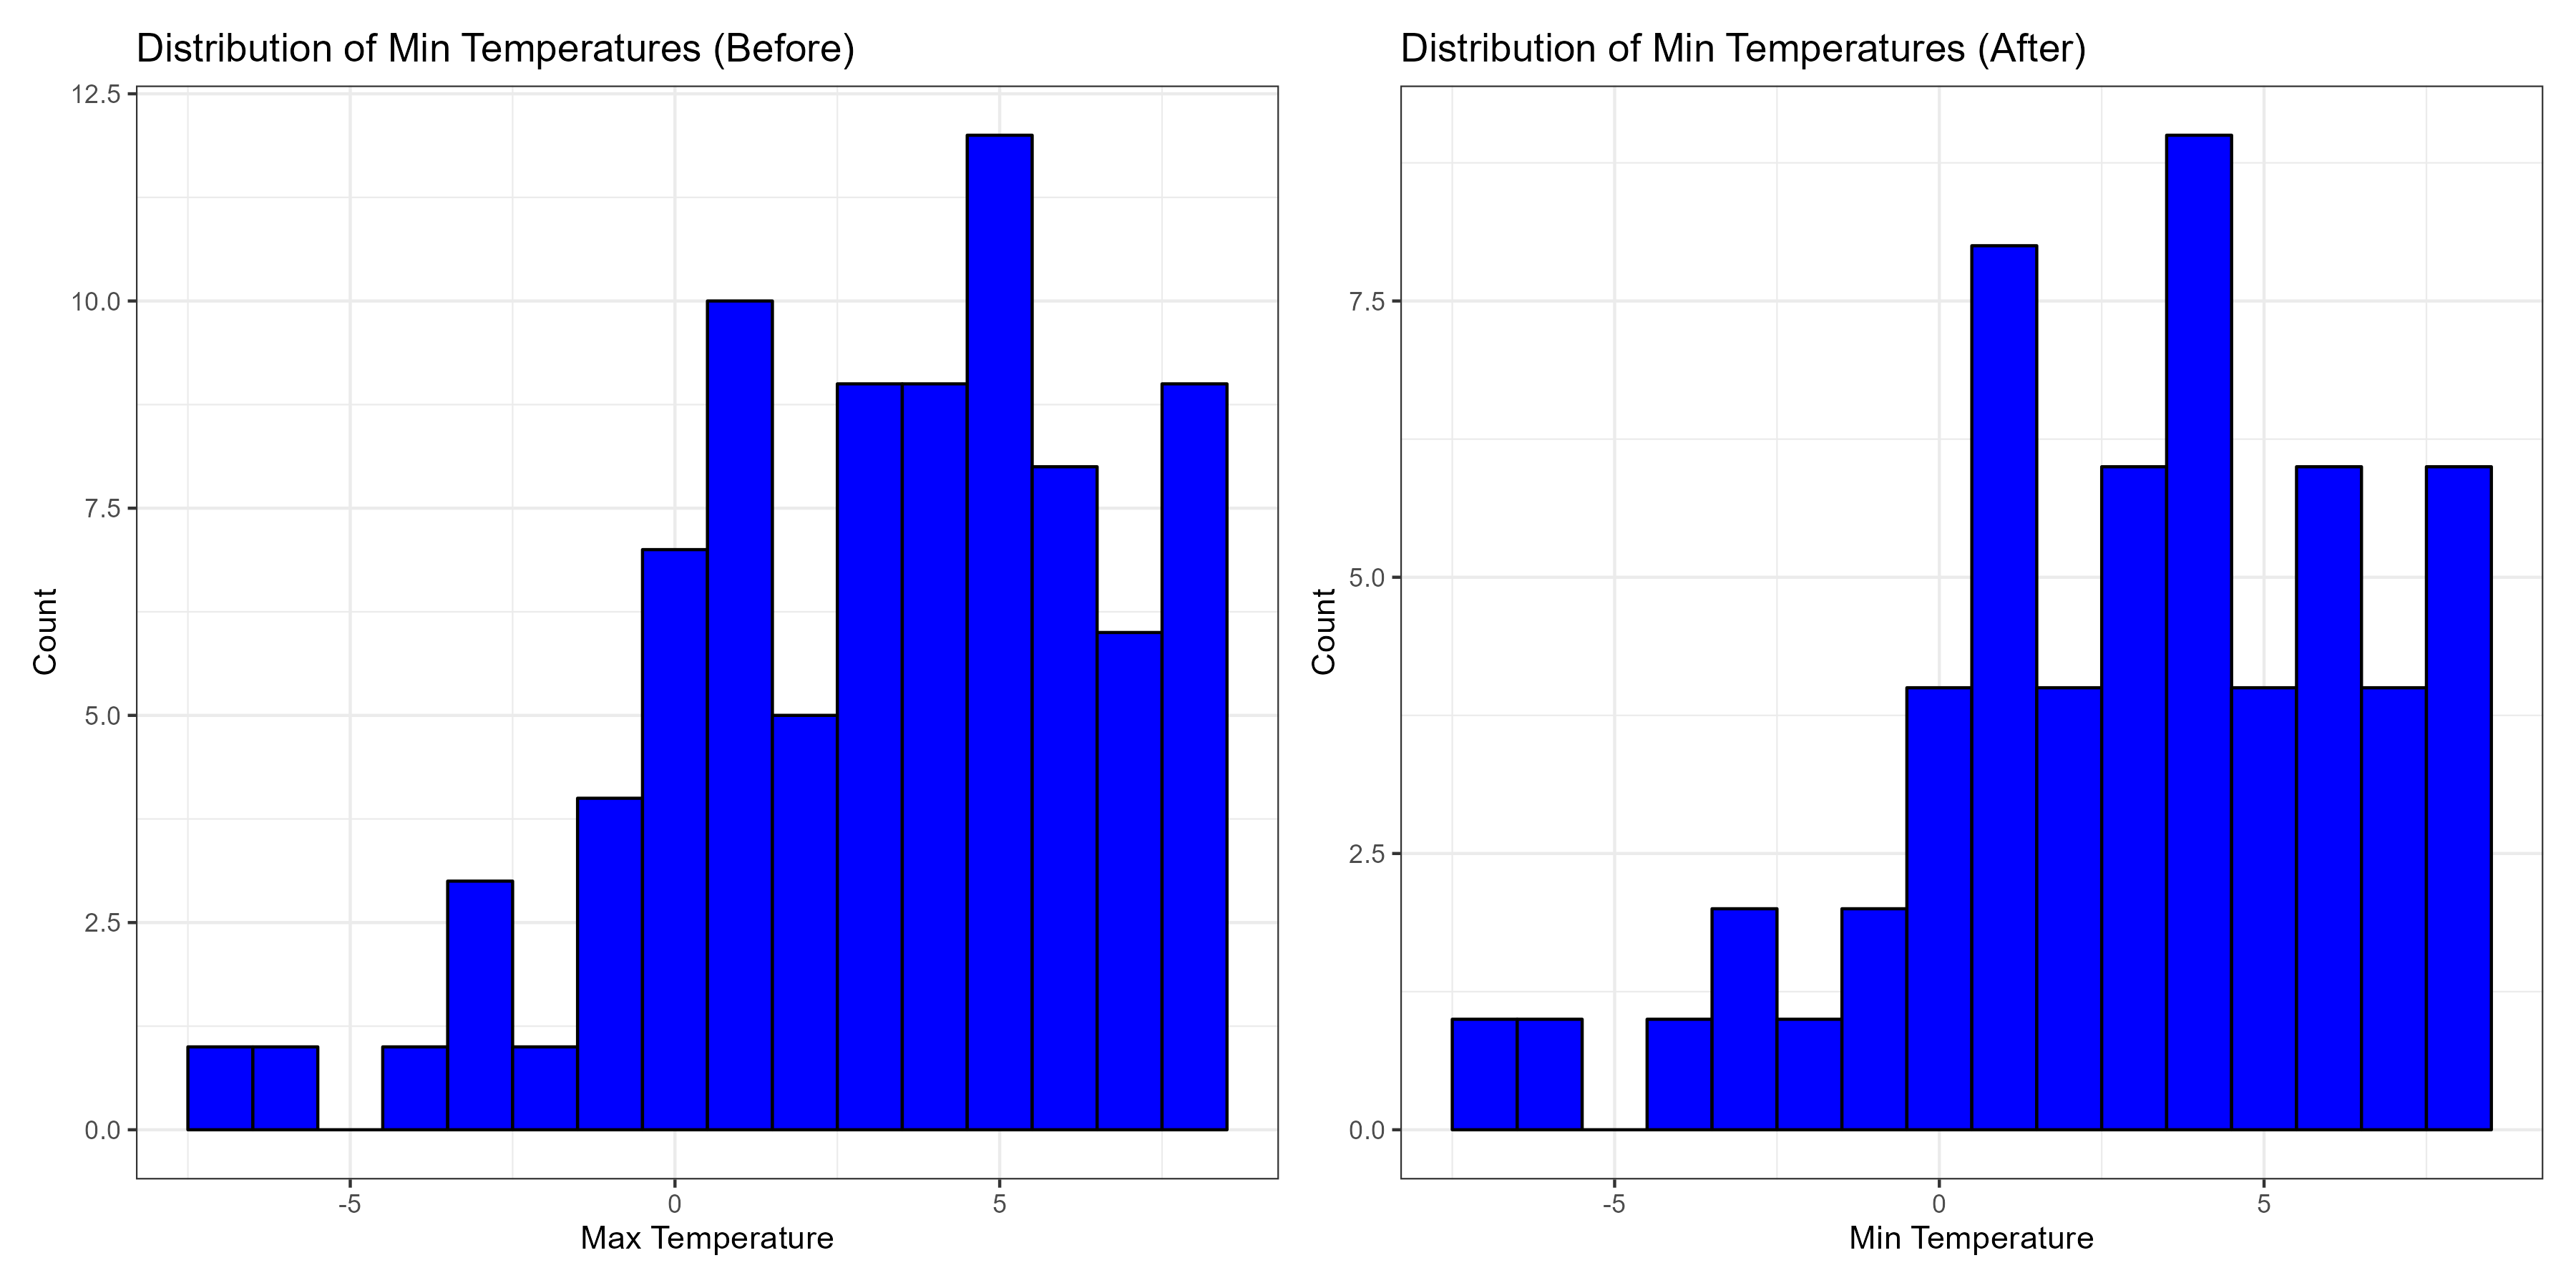 Distribution of Min Temperatures (Before)
12.5
10.0
7.5
5.0
2.5
0.0
Count
-5
0
5
Max Temperature
Distribution of Min Temperatures (After)
7.5
5.0
2.5
0.0
Count
-5
0
5
Min Temperature